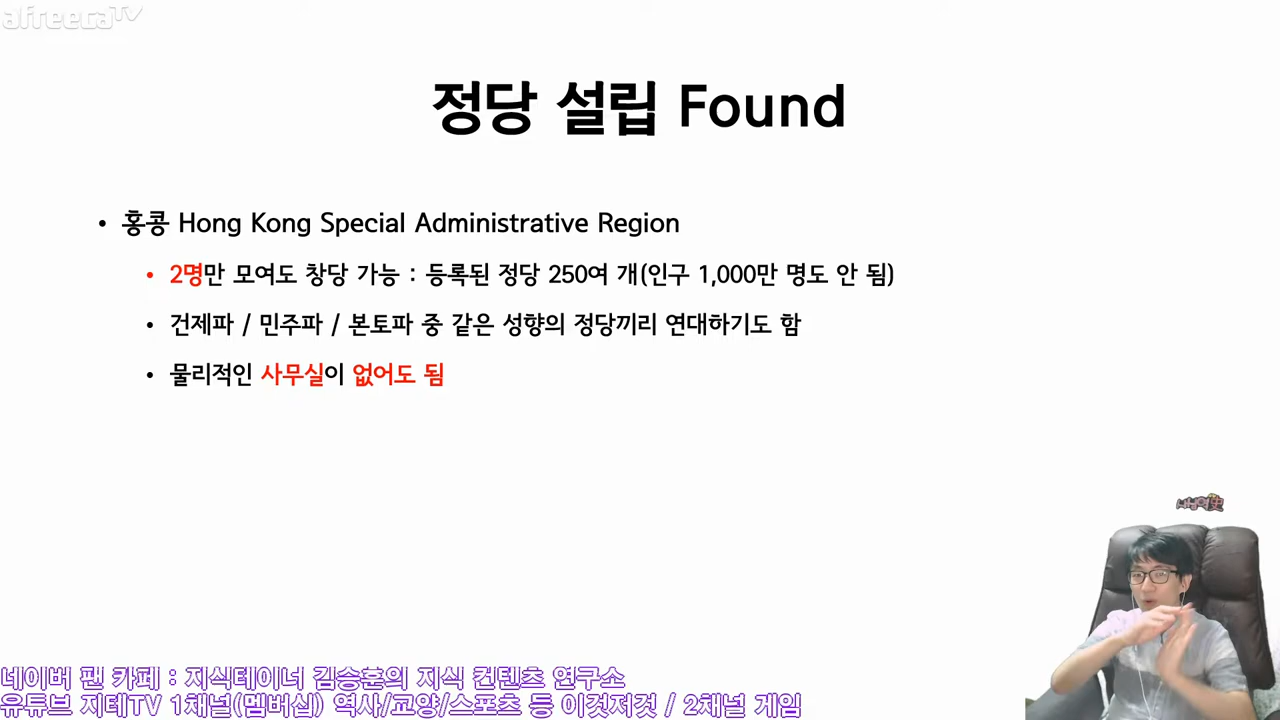 afreecaTV
정당 설립 Found
• 홍콩 Hong Kong Special Administrative Region
• 2명만 모여도 창당 가능 : 등록된 정당 250여 개(인구 1,000만 명도 안 됨)
• 건제파 / 민주파 / 본토파 중 같은 성향의 정당끼리 연대하기도 함
• 물리적인 사무실이 없어도 됨
네이버 팬 카페 : 지식테이너 김승훈의 지식 컨텐츠 연구소
유튜브 지테TV 1채널(멤버십) 역사/교양/스포츠 등 이것저것 / 2채널 게임